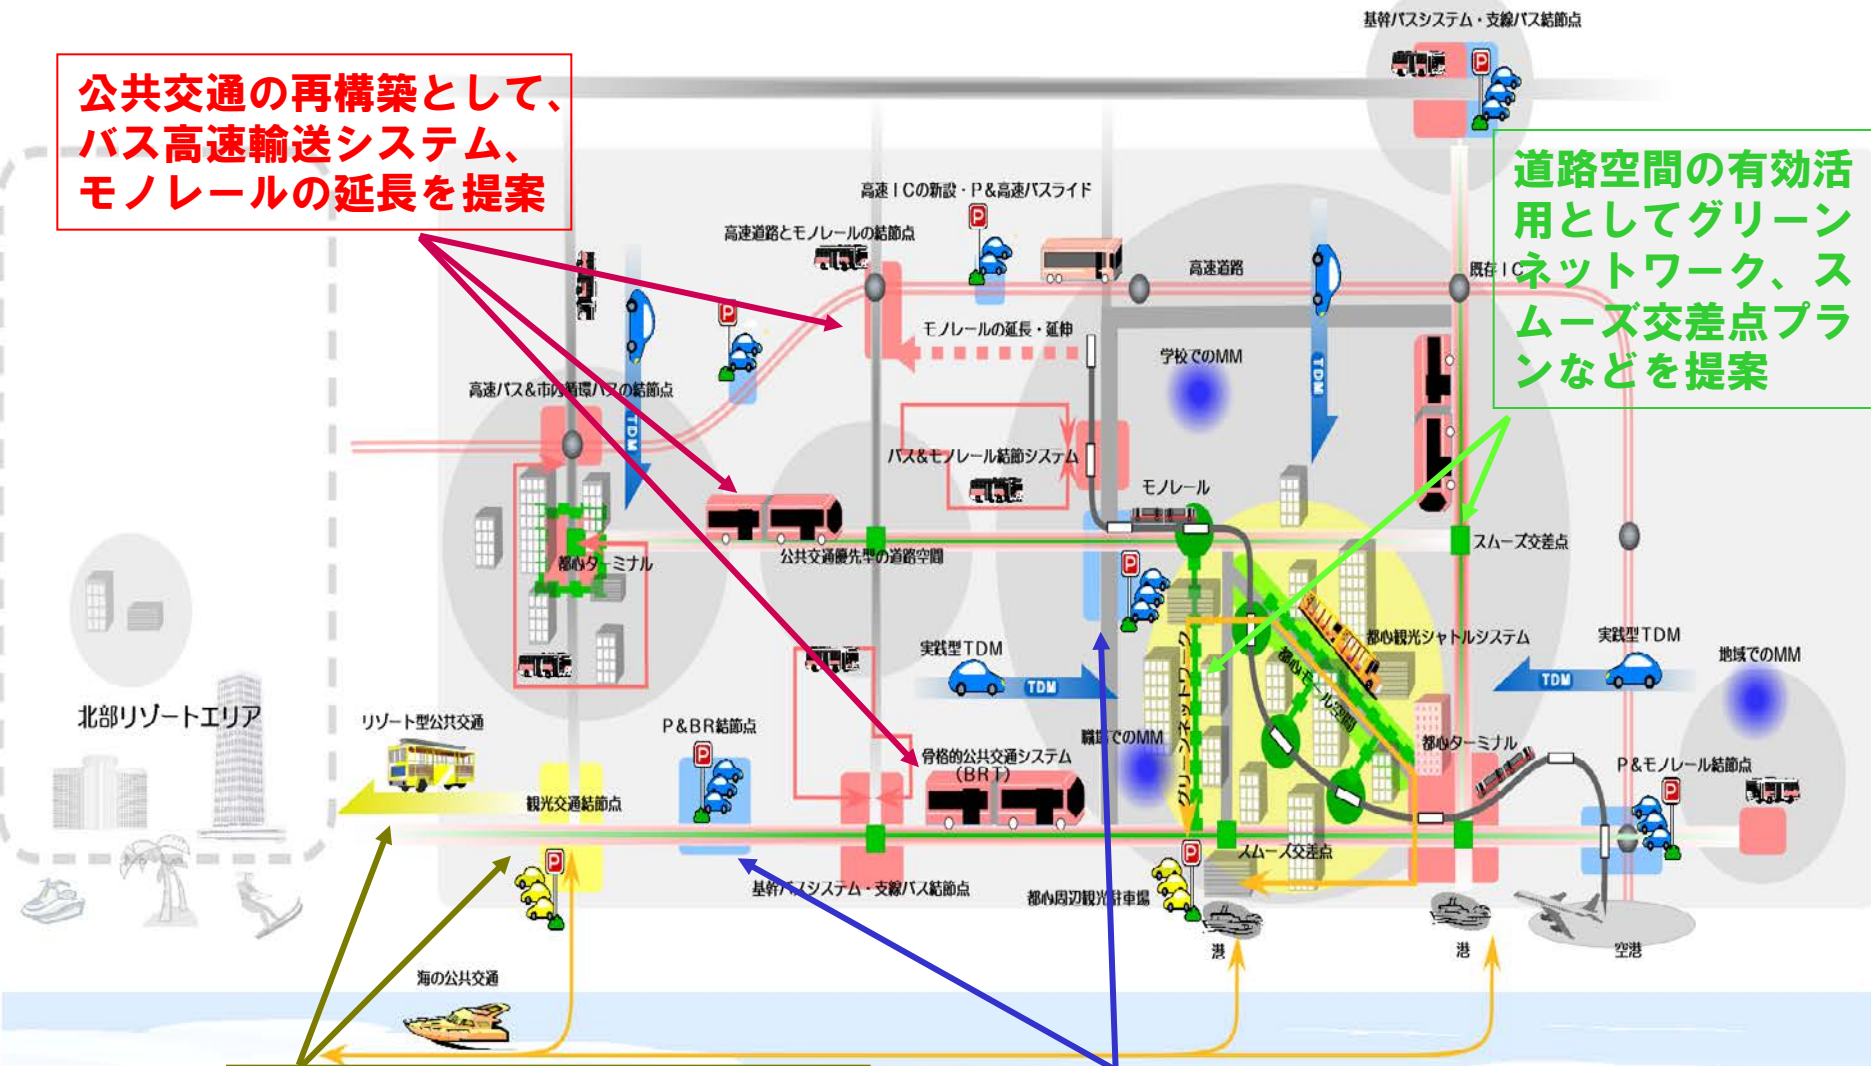 基幹バスシステム・支線バス結節点
公共交通の再構築として、
バス高速輸送システム、
モノレールの延長を提案
道路空間の有効活
用としてグリーン
ネットワーク、ス
ムーズ交差点プラ
ンなどを提案
高速ICの新設・P&高速バスライド
高速道路とモノレールの結節点
高速道路
既存IC
モノレールの延長・延伸
学校でのMM
TDM
高速バス&市内循環バスの結節点
TDM
バス&モノレール結節システム
モノレール
スムーズ交差点
公共交通優先型の道路空間
都心ターミナル
実践型TDM
TDM
都心観光シャトルシステム
実践型TDM
TDM
地域でのMM
グリーンネットワーク
都心モール空間
北部リゾートエリア
リゾート型公共交通
P&BR結節点
職場でのMM
骨格的公共交通システム
(BRT)
都心ターミナル
P&モノレール結節点
観光交通結節点
スムーズ交差点
基幹バスシステム・支線バス結節点
都心周辺観光駐車場
港
港
空港
海の公共交通
P
P
P
P
P
P
P
P